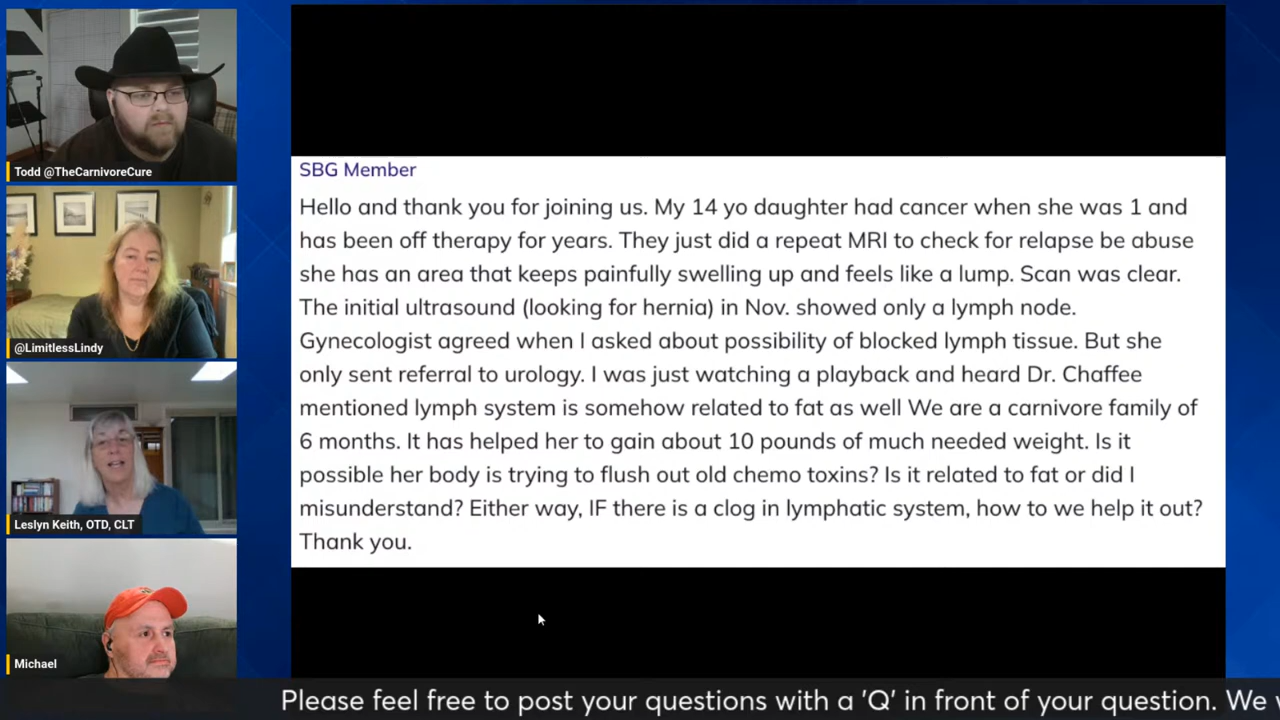 Todd @TheCarnivoreCure
@LimitlessLindy
Leslyn Keith, OTD, CLT
Michael
SBG Member
Hello and thank you for joining us. My 14 yo daughter had cancer when she was 1 and
has been off therapy for years. They just did a repeat MRI to check for relapse be abuse
she has an area that keeps painfully swelling up and feels like a lump. Scan was clear.
The initial ultrasound (looking for hernia) in Nov. showed only a lymph node.
Gynecologist agreed when I asked about possibility of blocked lymph tissue. But she
only sent referral to urology. I was just watching a playback and heard Dr. Chaffee
mentioned lymph system is somehow related to fat as well We are a carnivore family of
6 months. It has helped her to gain about 10 pounds of much needed weight. Is it
possible her body is trying to flush out old chemo toxins? Is it related to fat or did I
misunderstand? Either way, IF there is a clog in lymphatic system, how to we help it out?
Thank you.
Please feel free to post your questions with a 'Q' in front of your question. We